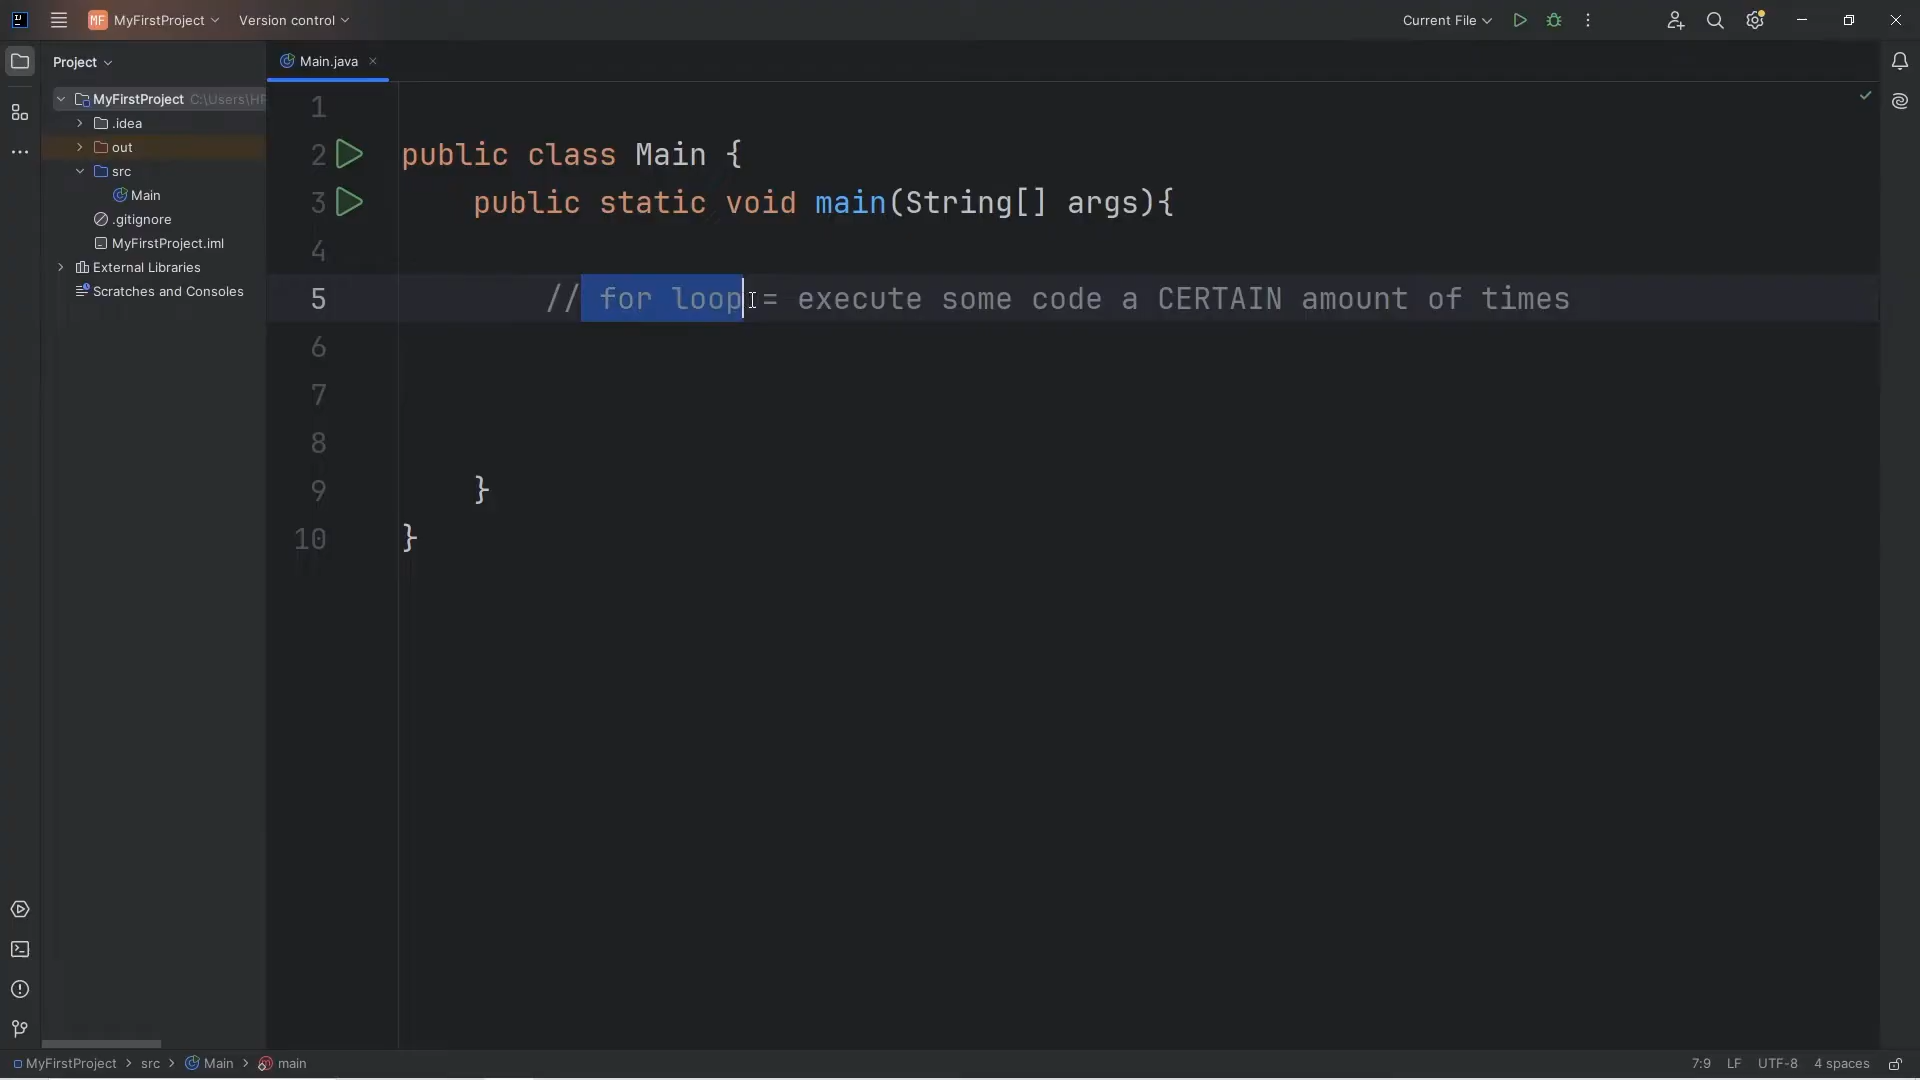 MF MyFirstProject Version control Current File
Project
Main.java
MyFirstProject C:\Users\HP
.idea
out
src
Main
.gitignore
MyFirstProject.iml
External Libraries
Scratches and Consoles
1
2 public class Main {
3 public static void main(String[] args){
4
5 // for loop = execute some code a CERTAIN amount of times
6
7
8
9 }
10 }
MyFirstProject > src > Main > main 7:9 LF UTF-8 4 spaces